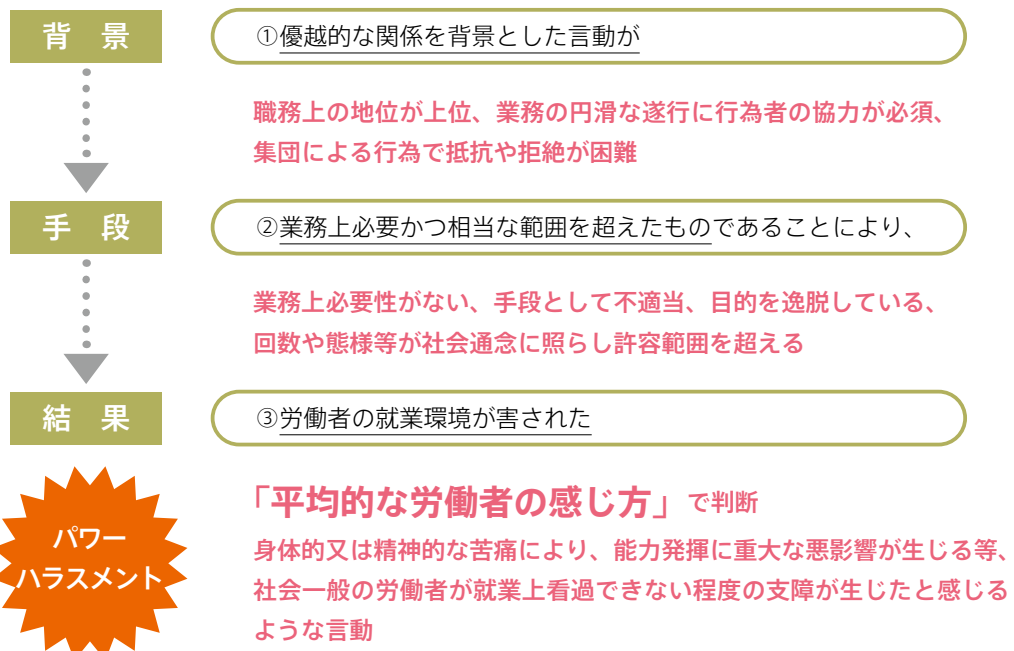 背　景
①優越的な関係を背景とした言動が
職務上の地位が上位、業務の円滑な遂行に行為者の協力が必須、
集団による行為で抵抗や拒絶が困難
手　段
②業務上必要かつ相当な範囲を超えたものであることにより、
業務上必要性がない、手段として不適当、目的を逸脱している、
回数や態様等が社会通念に照らし許容範囲を超える
結　果
③労働者の就業環境が害された
パワー
ハラスメント
「平均的な労働者の感じ方」で判断
身体的又は精神的な苦痛により、能力発揮に重大な悪影響が生じる等、
社会一般の労働者が就業上看過できない程度の支障が生じたと感じる
ような言動